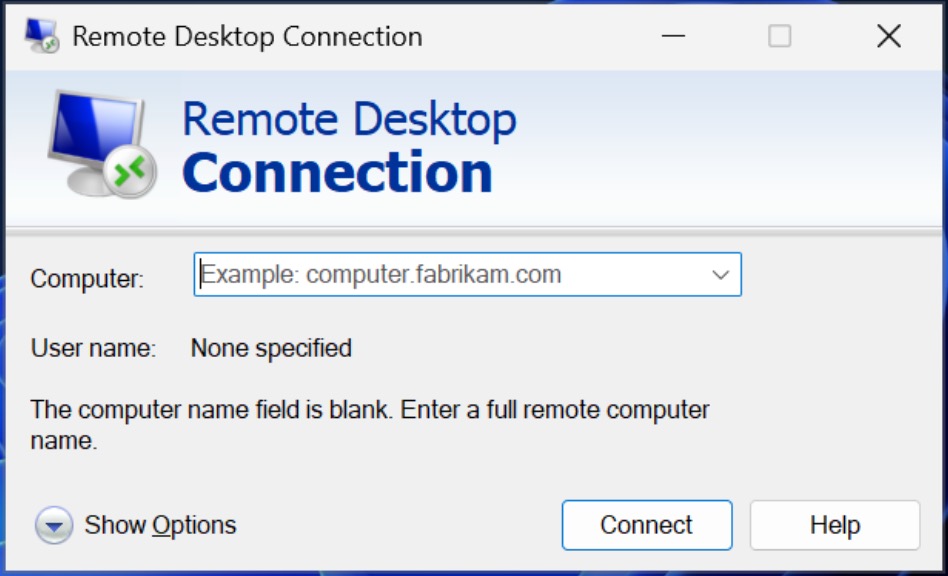 Remote Desktop Connection
Remote Desktop
Connection
Computer: Example: computer.fabrikam.com
User name: None specified
The computer name field is blank. Enter a full remote computer
name.
Show Options Connect Help